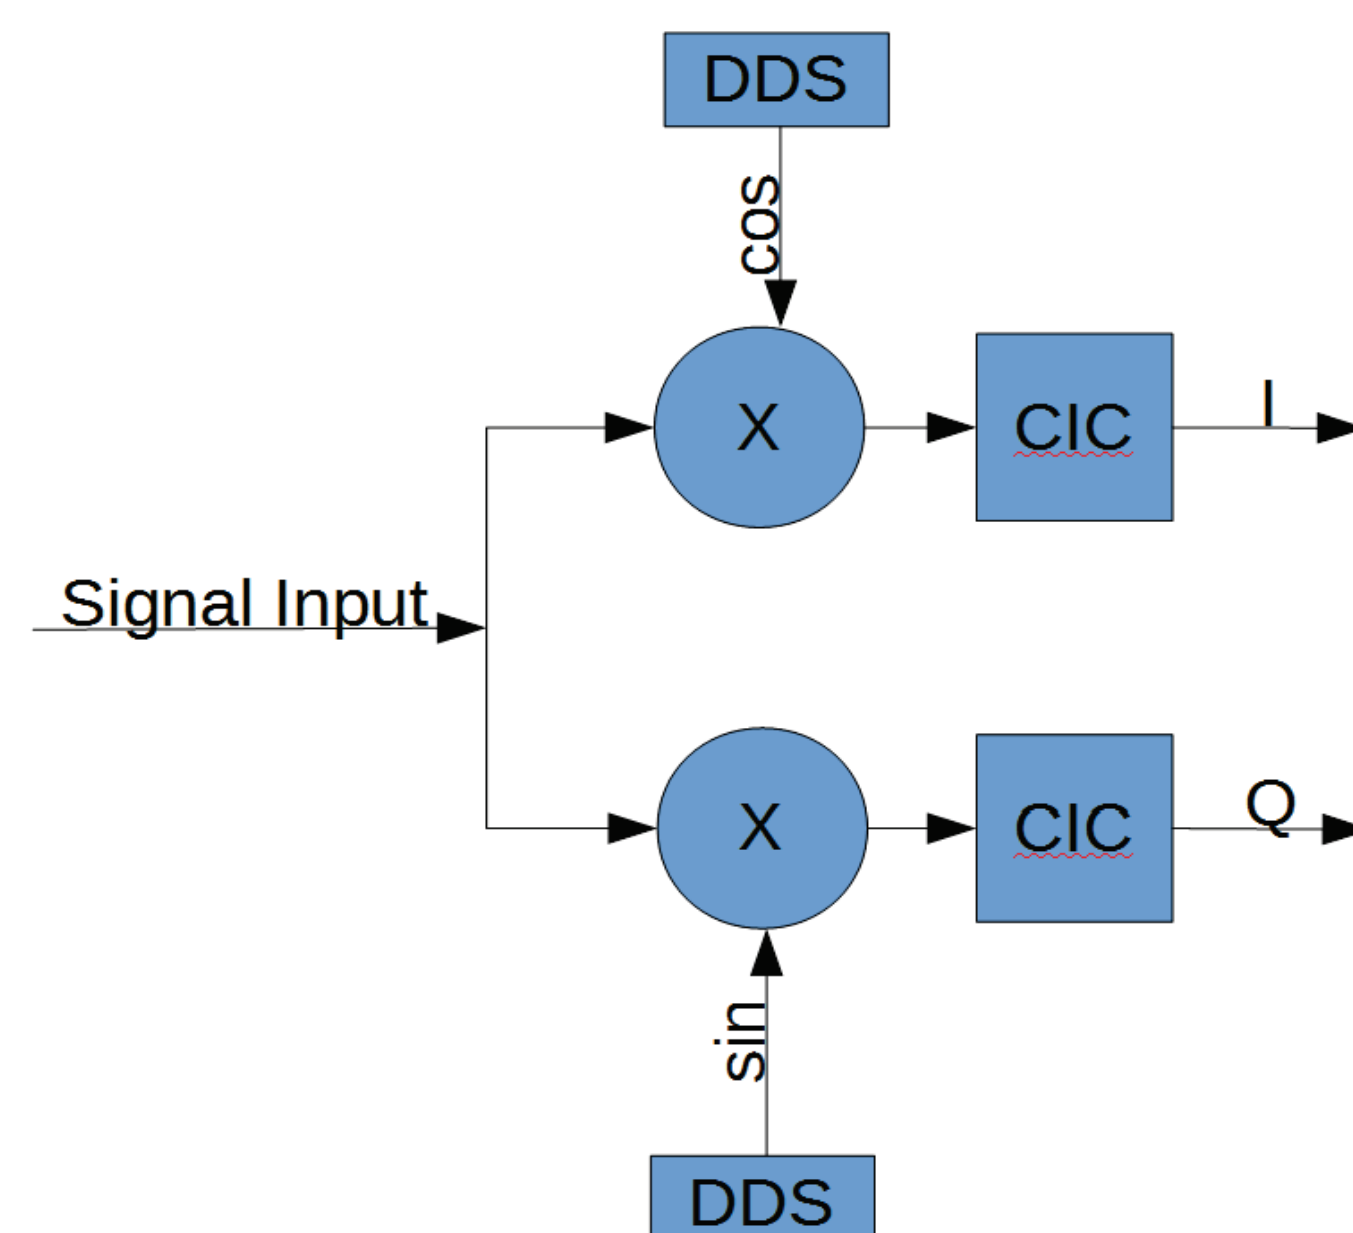 DDS
cos
X
CIC
I
Signal Input
X
CIC
Q
sin
DDS